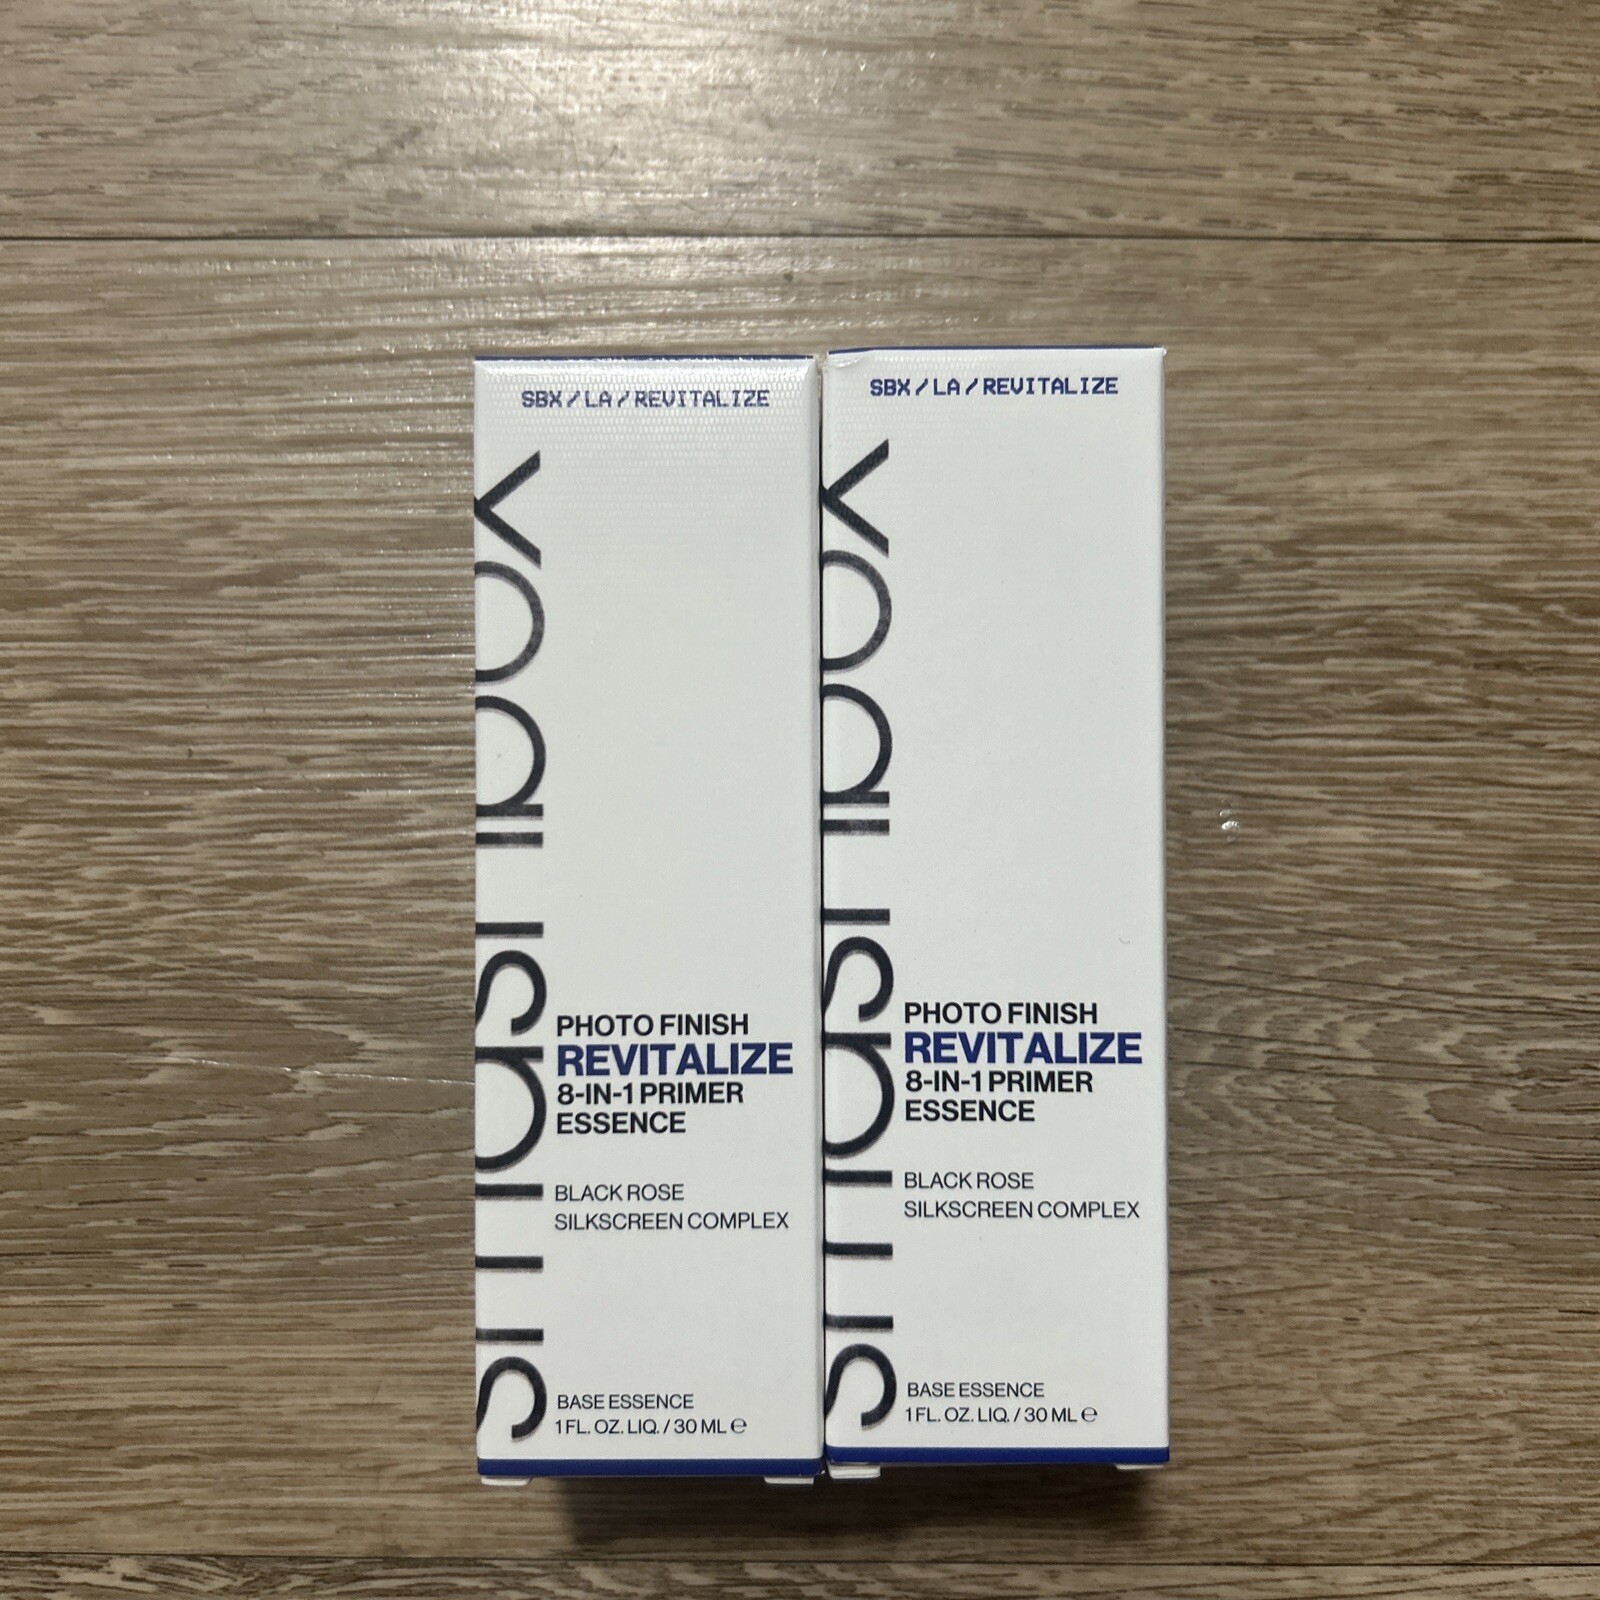 SBX/LA/REVITALIZE
PHOTO FINISH
REVITALIZE
8-IN-1 PRIMER
ESSENCE
BLACK ROSE
SILKSCREEN COMPLEX
BASE ESSENCE
1 FL. OZ. LIQ. / 30 ML ℮
SBX/LA/REVITALIZE
PHOTO FINISH
REVITALIZE
8-IN-1 PRIMER
ESSENCE
BLACK ROSE
SILKSCREEN COMPLEX
BASE ESSENCE
1 FL. OZ. LIQ. / 30 ML ℮